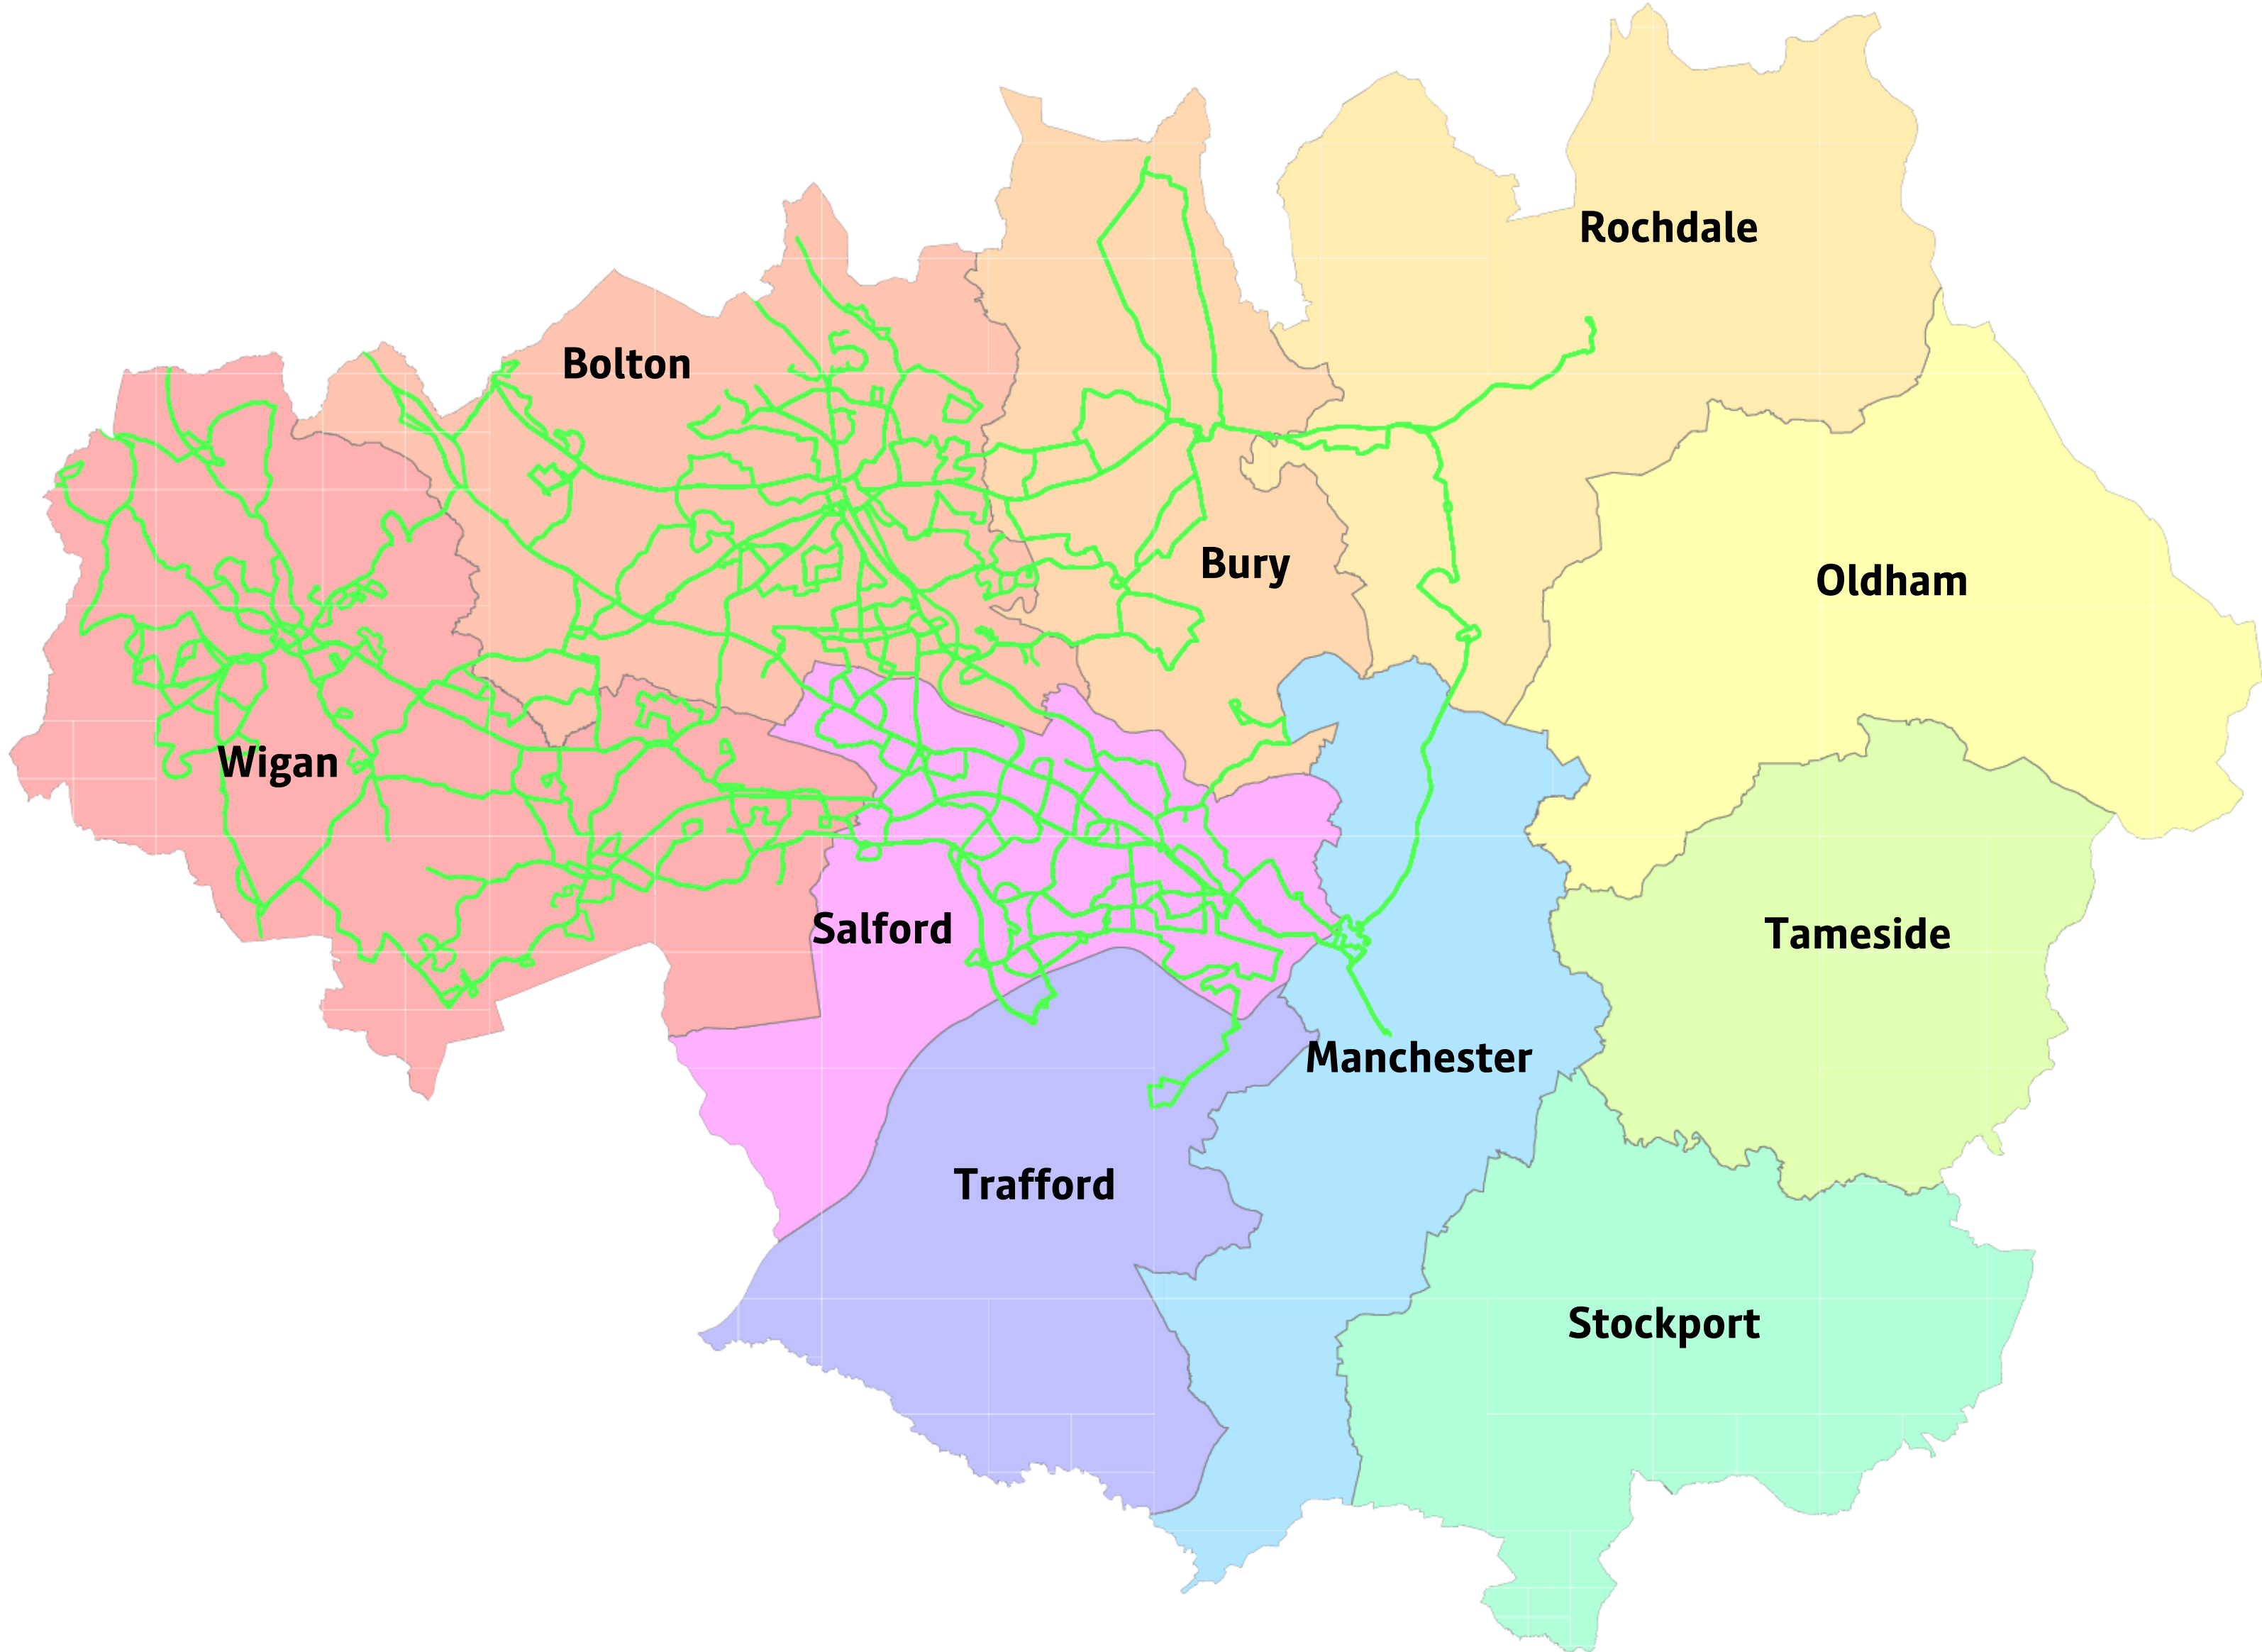 Rochdale
Bolton
Bury
Oldham
Wigan
Salford
Tameside
Manchester
Trafford
Stockport